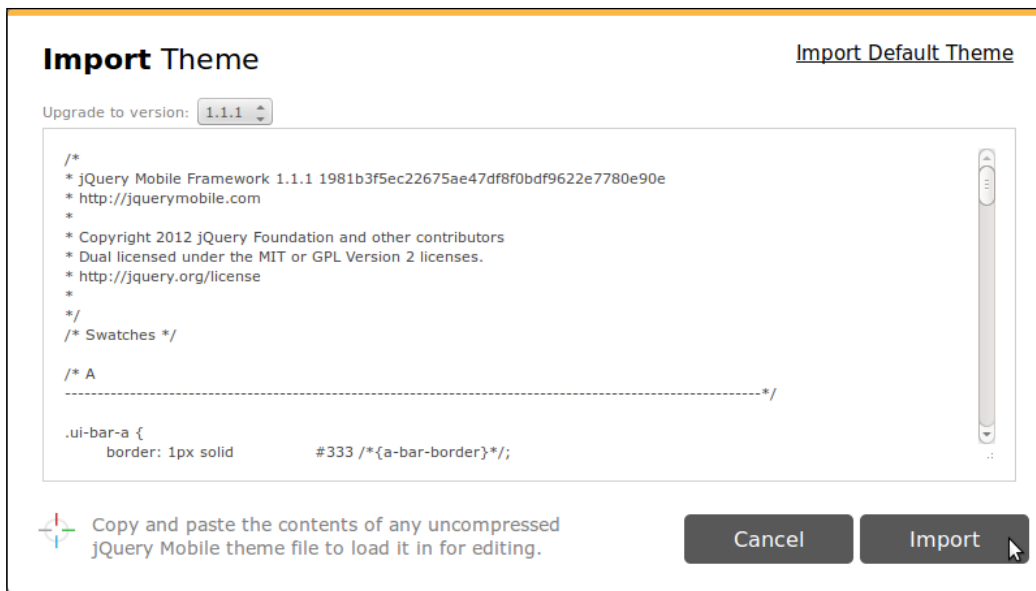 Import Theme
Import Default Theme
Upgrade to version: 1.1.1
/*
* jQuery Mobile Framework 1.1.1 1981b3f5ec22675ae47df8f0bdf9622e7780e90e
* http://jquerymobile.com
*
* Copyright 2012 jQuery Foundation and other contributors
* Dual licensed under the MIT or GPL Version 2 licenses.
* http://jquery.org/license
*
*/
/* Swatches */
/* A
-----------------------------------------------------------------------------------------------------------*/
.ui-bar-a {
border: 1px solid #333 /*{a-bar-border}*/;
Copy and paste the contents of any uncompressed
jQuery Mobile theme file to load it in for editing.
Cancel
Import